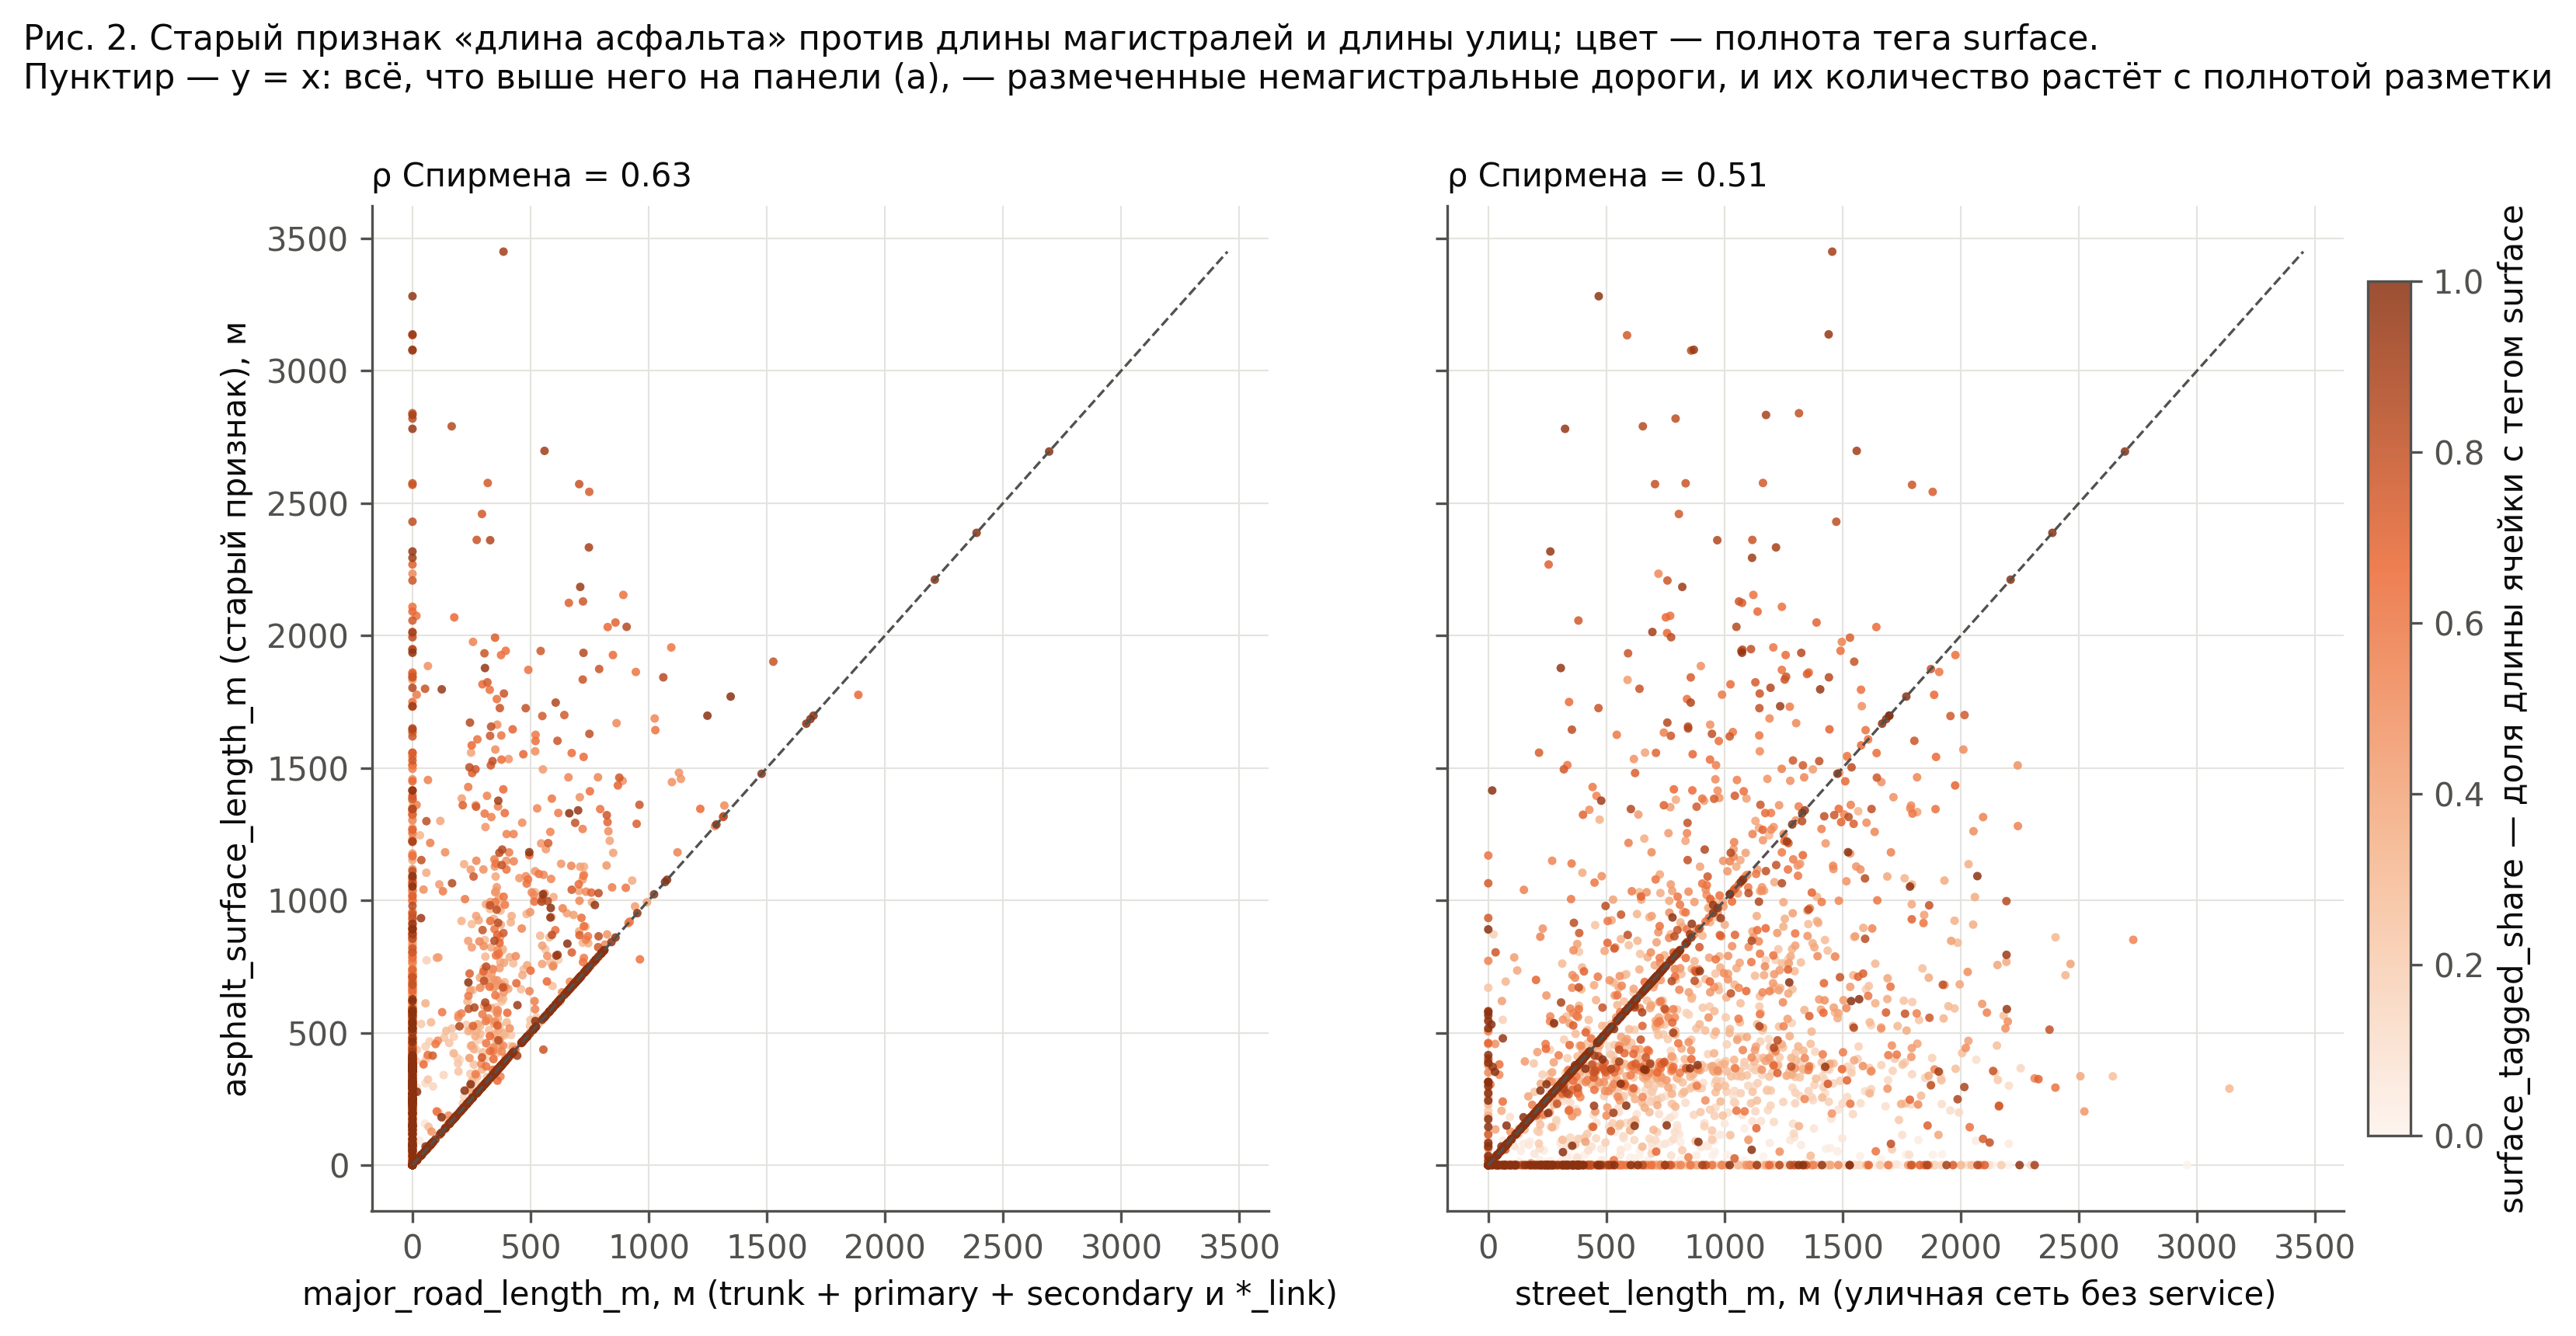 Рис. 2. Старый признак «длина асфальта» против длины магистралей и длины улиц; цвет — полнота тега surface.
Пунктир — y = x: всё, что выше него на панели (a), — размеченные немагистральные дороги, и их количество растёт с полнотой разметки
ρ Спирмена = 0.63
asphalt_surface_length_m (старый признак), м
3500
3000
2500
2000
1500
1000
500
0
0 500 1000 1500 2000 2500 3000 3500
major_road_length_m, м (trunk + primary + secondary и *_link)
ρ Спирмена = 0.51
0 500 1000 1500 2000 2500 3000 3500
street_length_m, м (уличная сеть без service)
1.0
0.8
0.6
0.4
0.2
0.0
surface_tagged_share — доля длины ячейки с тегом surface